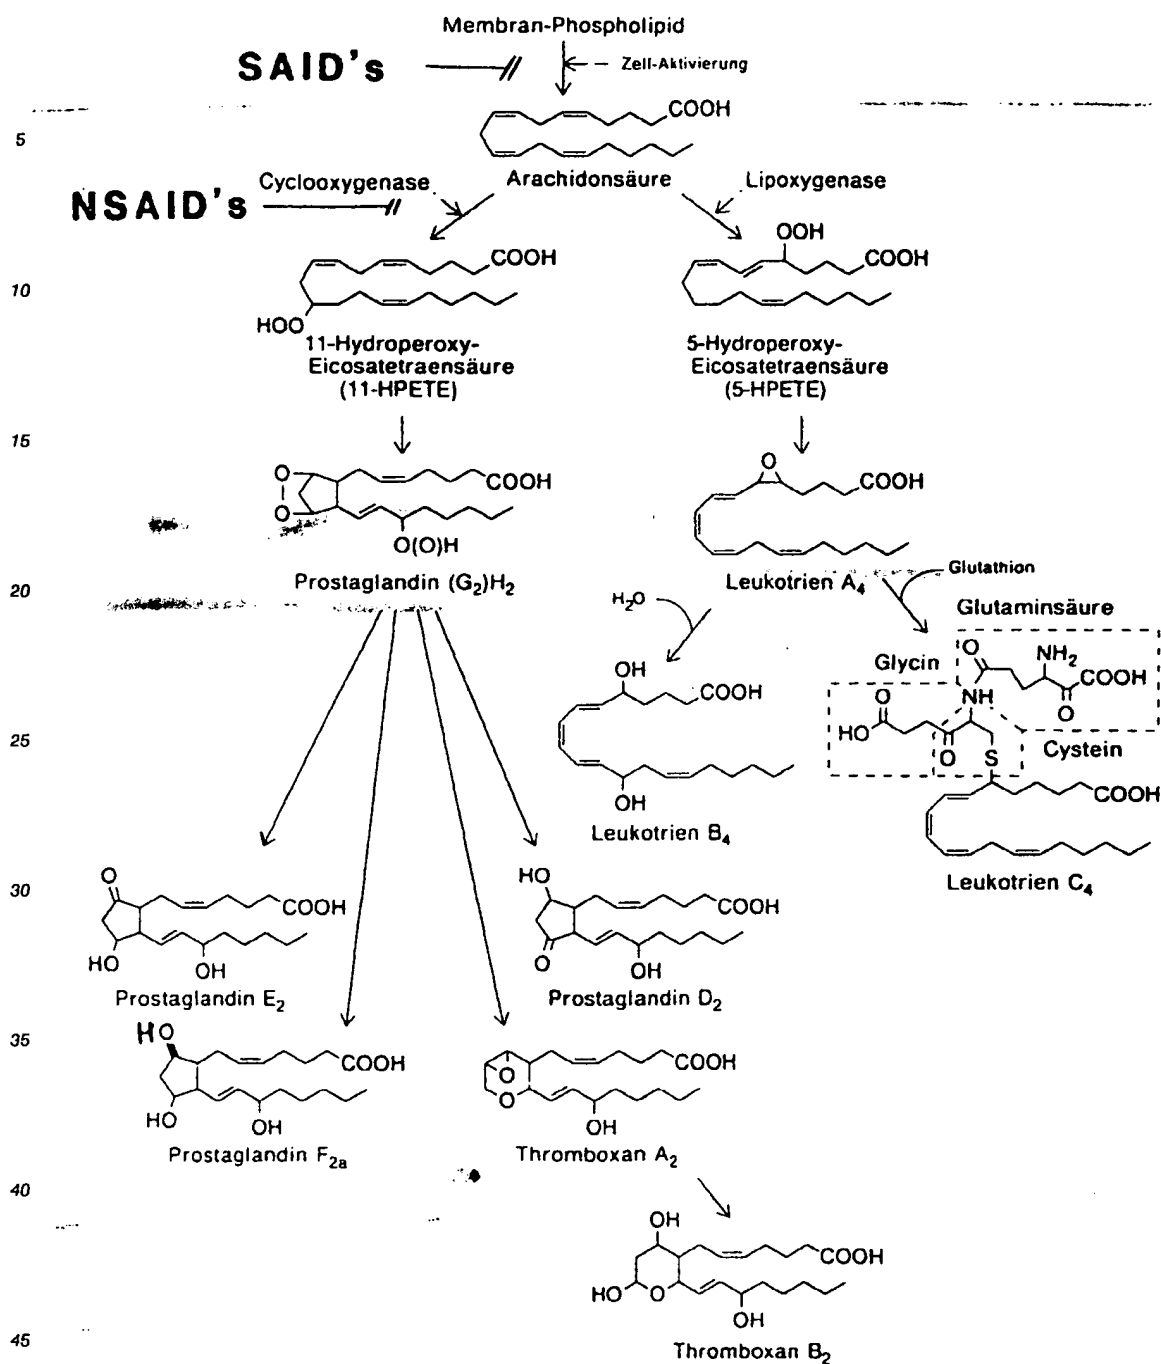 Membran-Phospholipid
SAID's
Zell-Aktivierung
COOH
5
Arachidonsäure
Cyclooxygenase
Lipoxygenase
NSAID's
OOH
COOH
COOH
10
HOO
11-Hydroperoxy-
Eicosatetraensäure
(11-HPETE)
5-Hydroperoxy-
Eicosatetraensäure
(5-HPETE)
15
O
O
COOH
O(O)H
Prostaglandin (G2)H2
O
COOH
Leukotrien A4
Glutathion
20
H2O
Glutaminsäure
O
NH2
COOH
O
Glycin
O
HO
NH
O
S
Cystein
OH
COOH
25
OH
Leukotrien B4
COOH
Leukotrien C4
30
O
COOH
HO
OH
Prostaglandin E2
HO
COOH
O
OH
Prostaglandin D2
35
HO
COOH
HO
OH
Prostaglandin F2a
O
O
COOH
OH
Thromboxan A2
40
OH
COOH
HO
O
OH
Thromboxan B2
45